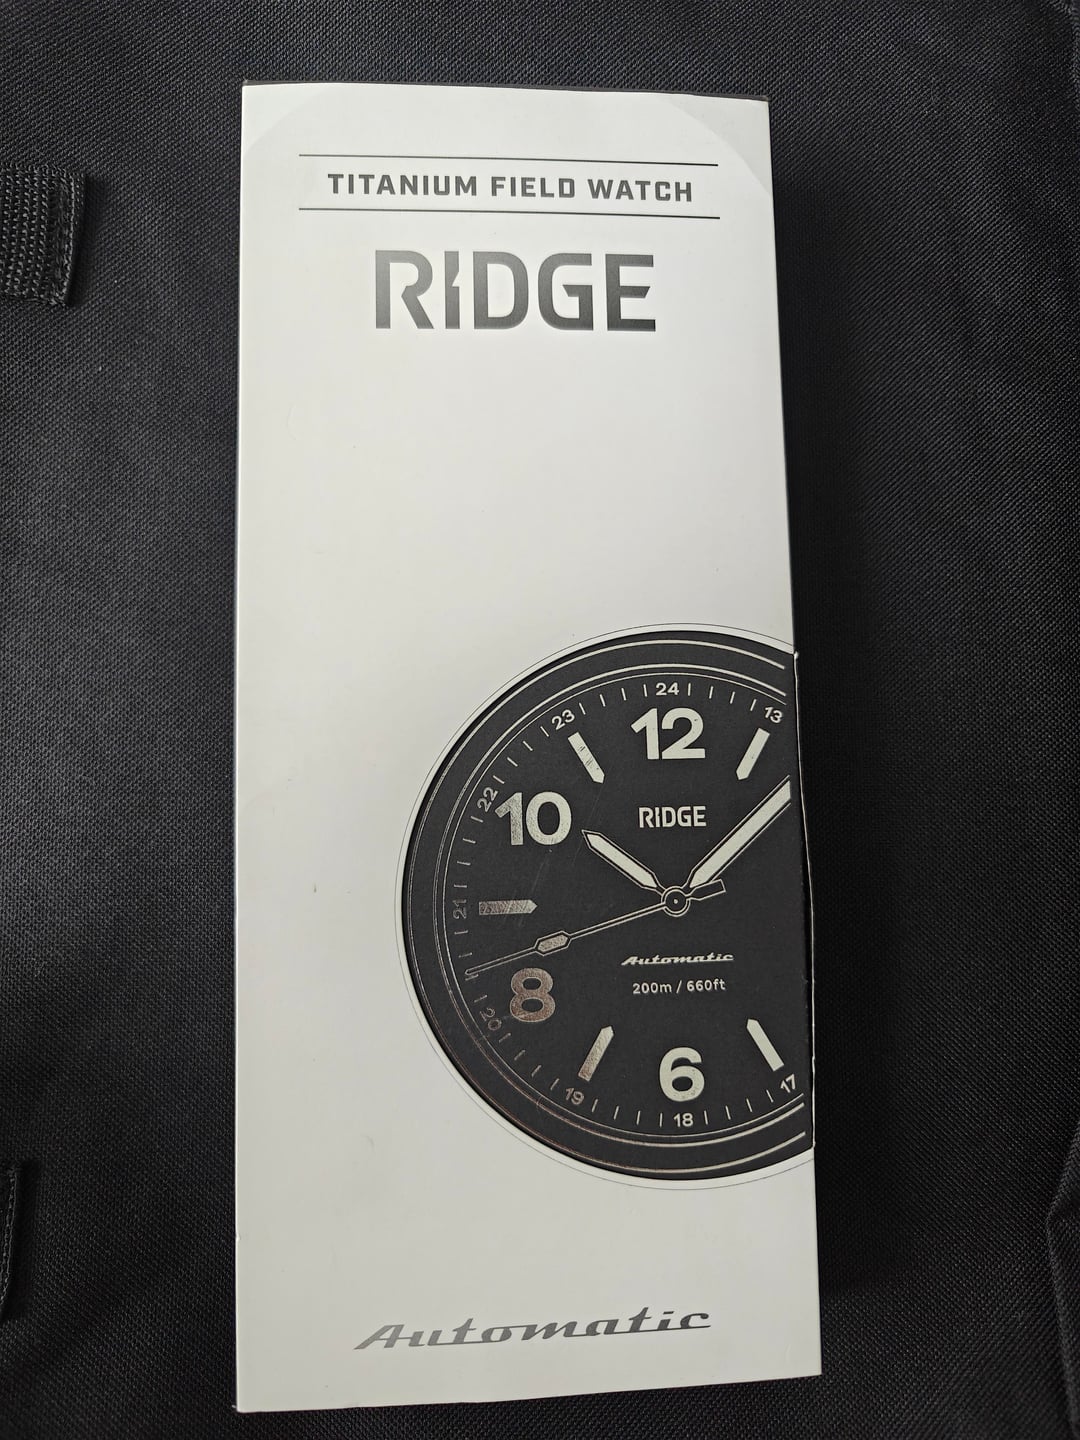 TITANIUM FIELD WATCH
RIDGE
24
23
13
12
22
10
RIDGE
21
Automatic
200m / 660ft
8
20
6
19
18
17
Automatic